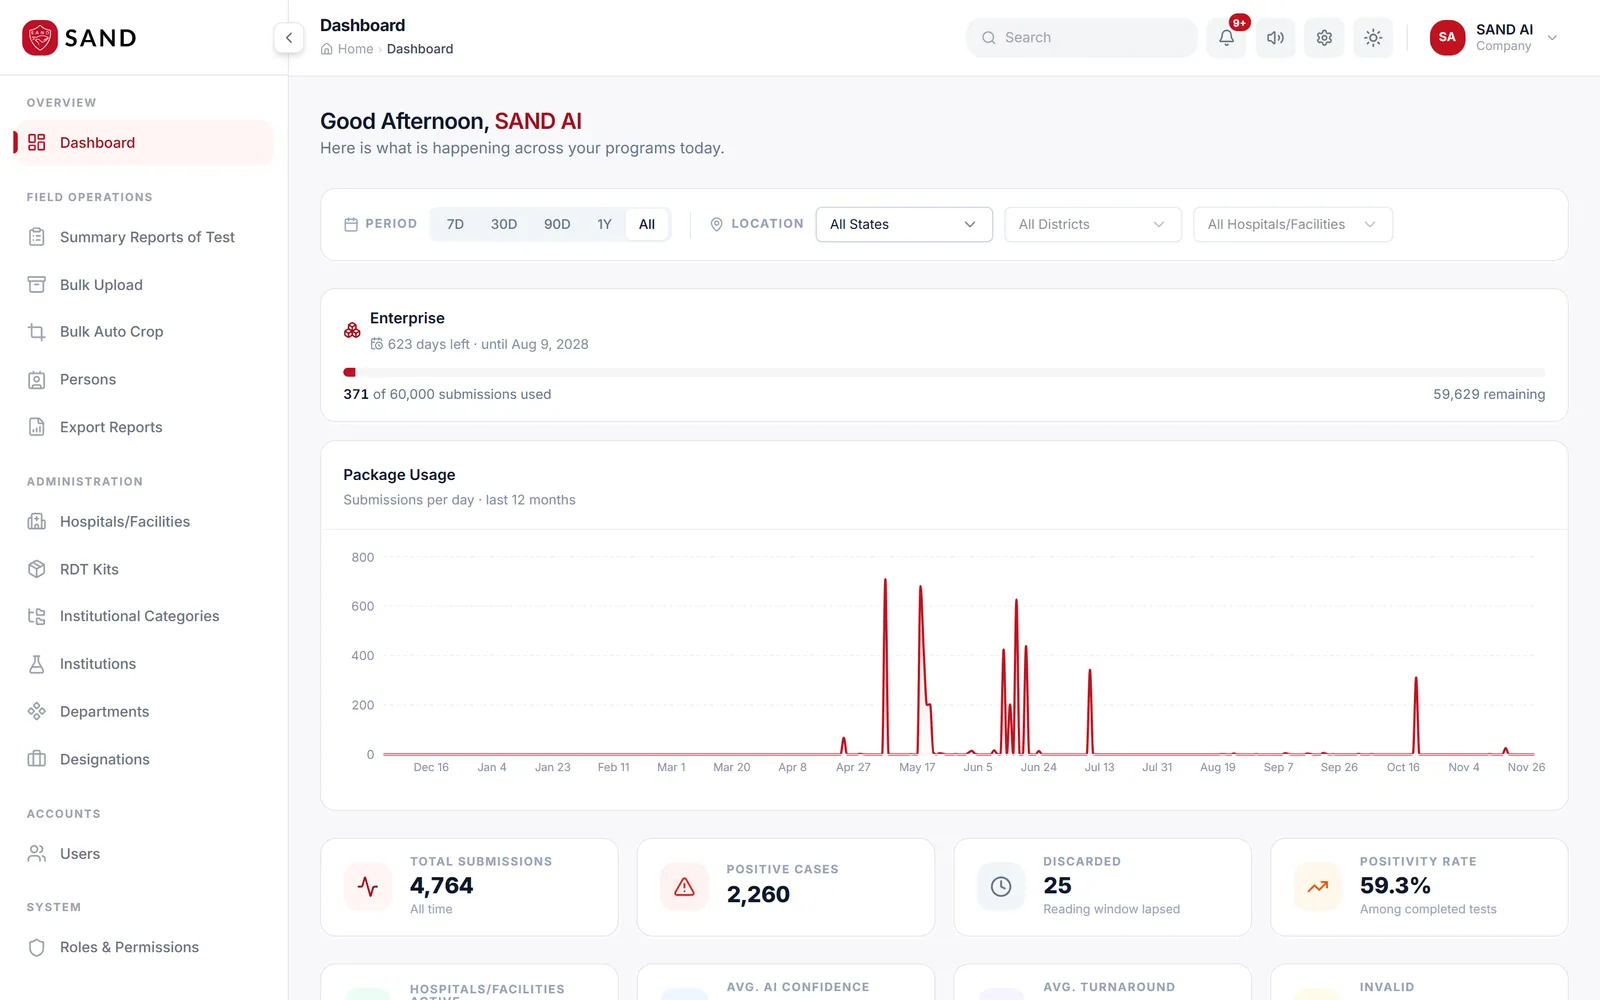 SAND
Dashboard
Home › Dashboard
Search
9+
SA
SAND AI
Company
OVERVIEW
Dashboard
FIELD OPERATIONS
Summary Reports of Test
Bulk Upload
Bulk Auto Crop
Persons
Export Reports
ADMINISTRATION
Hospitals/Facilities
RDT Kits
Institutional Categories
Institutions
Departments
Designations
ACCOUNTS
Users
SYSTEM
Roles & Permissions
Good Afternoon, SAND AI
Here is what is happening across your programs today.
PERIOD 7D 30D 90D 1Y All LOCATION All States All Districts All Hospitals/Facilities
Enterprise
623 days left · until Aug 9, 2028
371 of 60,000 submissions used 59,629 remaining
Package Usage
Submissions per day · last 12 months
800
600
400
200
0
Dec 16 Jan 4 Jan 23 Feb 11 Mar 1 Mar 20 Apr 8 Apr 27 May 17 Jun 5 Jun 24 Jul 13 Jul 31 Aug 19 Sep 7 Sep 26 Oct 16 Nov 4 Nov 26
TOTAL SUBMISSIONS
4,764
All time
POSITIVE CASES
2,260
DISCARDED
25
Reading window lapsed
POSITIVITY RATE
59.3%
Among completed tests
HOSPITALS/FACILITIES
ACTIVE
AVG. AI CONFIDENCE
AVG. TURNAROUND
INVALID